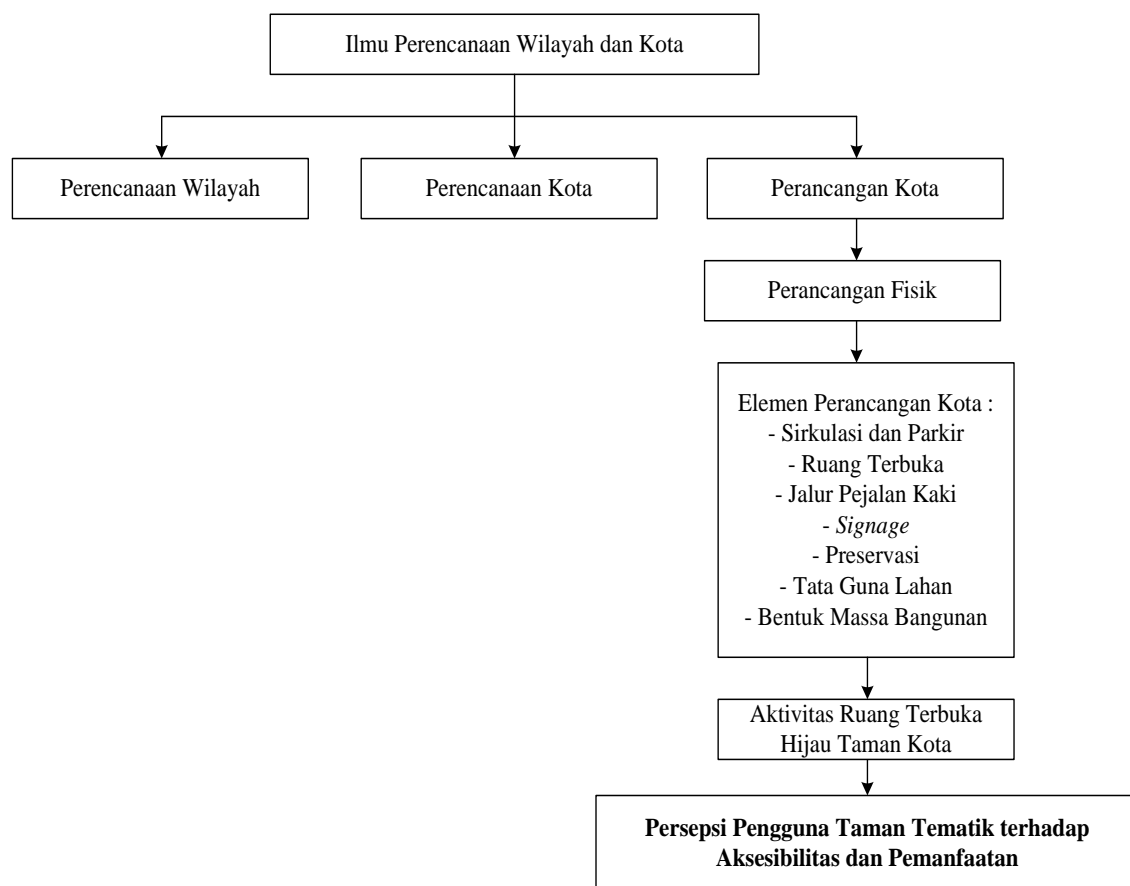 Ilmu Perencanaan Wilayah dan Kota
Perencanaan Wilayah
Perencanaan Kota
Perancangan Kota
Perancangan Fisik
Elemen Perancangan Kota :
- Sirkulasi dan Parkir
- Ruang Terbuka
- Jalur Pejalan Kaki
- Signage
- Preservasi
- Tata Guna Lahan
- Bentuk Massa Bangunan
Aktivitas Ruang Terbuka
Hijau Taman Kota
Persepsi Pengguna Taman Tematik terhadap
Aksesibilitas dan Pemanfaatan